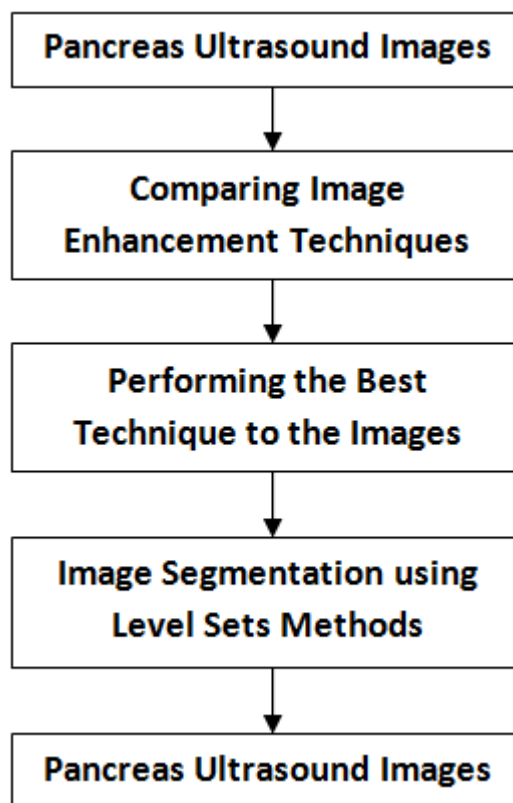 Pancreas Ultrasound Images
Comparing Image
Enhancement Techniques
Performing the Best
Technique to the Images
Image Segmentation using
Level Sets Methods
Pancreas Ultrasound Images